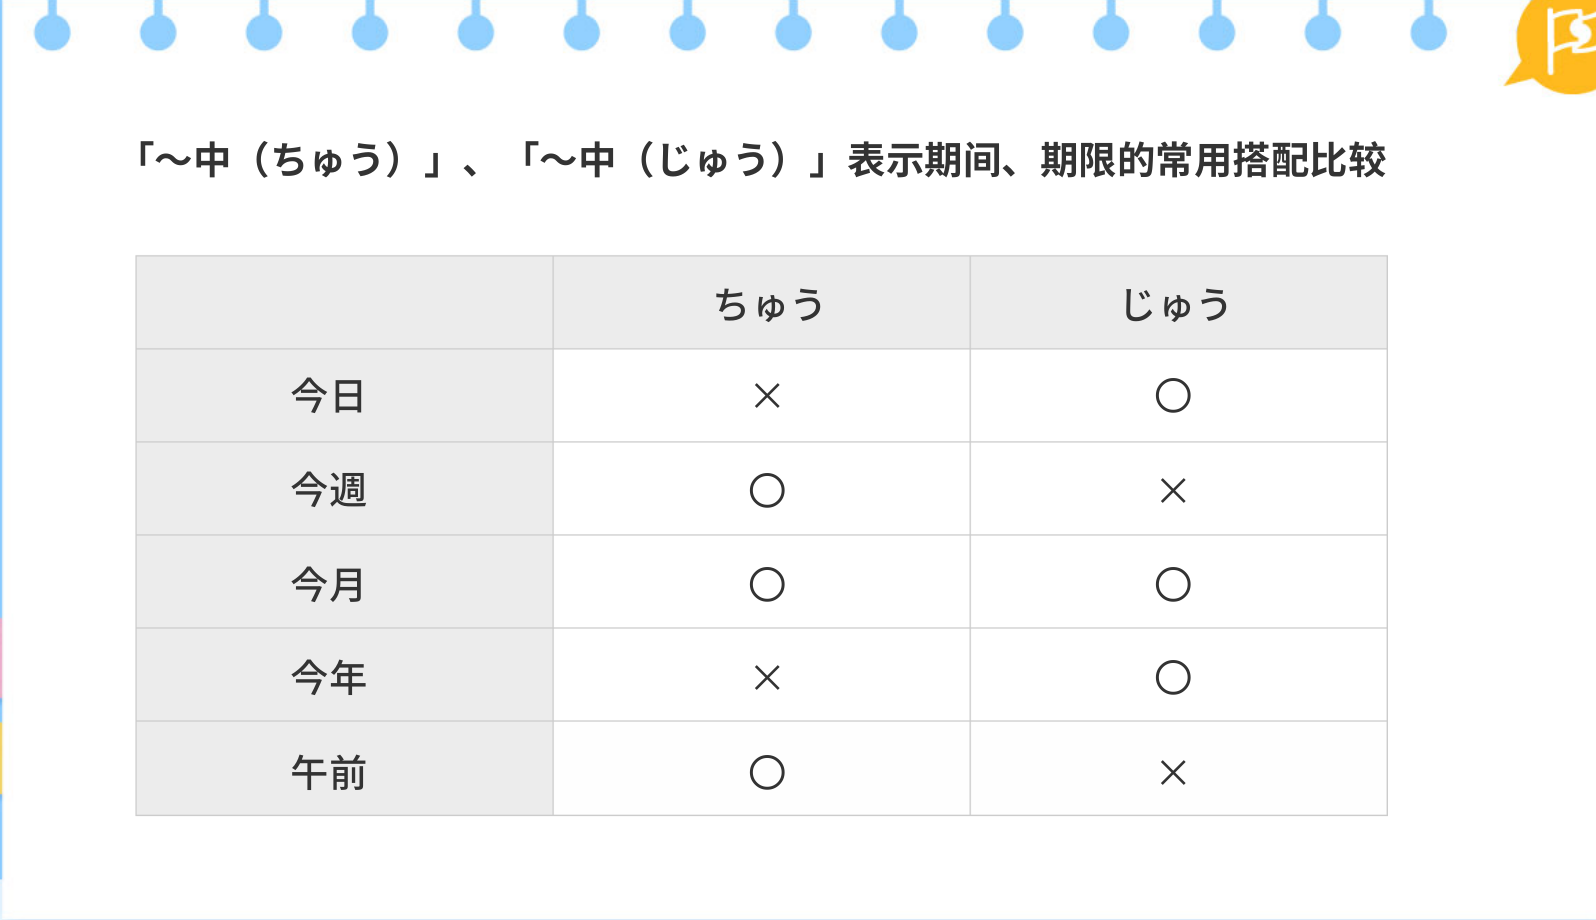 「～中（ちゅう）」、「～中（じゅう）」表示期间、期限的常用搭配比较
ちゅう じゅう
今日 × ○
今週 ○ ×
今月 ○ ○
今年 × ○
午前 ○ ×